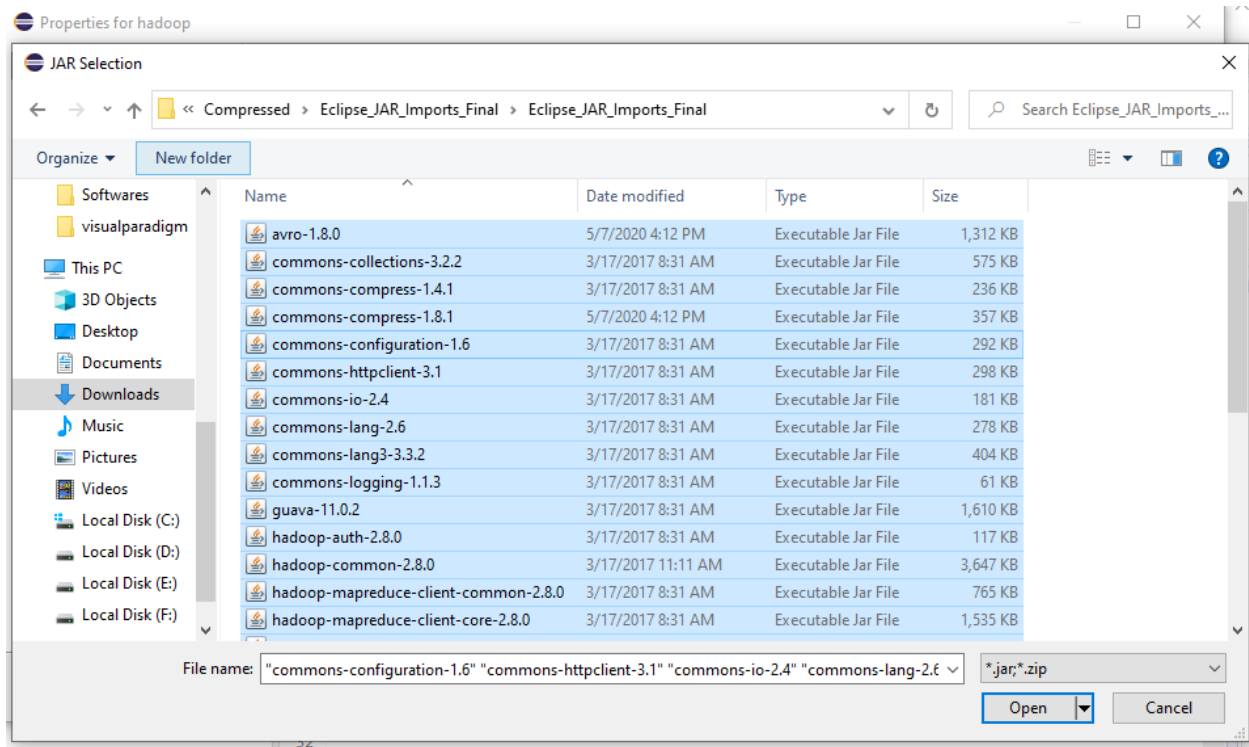 Properties for hadoop
JAR Selection
« Compressed > Eclipse_JAR_Imports_Final > Eclipse_JAR_Imports_Final
Search Eclipse_JAR_Imports_...
Organize
New folder
Softwares
visualparadigm
This PC
3D Objects
Desktop
Documents
Downloads
Music
Pictures
Videos
Local Disk (C:)
Local Disk (D:)
Local Disk (E:)
Local Disk (F:)
Name Date modified Type Size
avro-1.8.0 5/7/2020 4:12 PM Executable Jar File 1,312 KB
commons-collections-3.2.2 3/17/2017 8:31 AM Executable Jar File 575 KB
commons-compress-1.4.1 3/17/2017 8:31 AM Executable Jar File 236 KB
commons-compress-1.8.1 5/7/2020 4:12 PM Executable Jar File 357 KB
commons-configuration-1.6 3/17/2017 8:31 AM Executable Jar File 292 KB
commons-httpclient-3.1 3/17/2017 8:31 AM Executable Jar File 298 KB
commons-io-2.4 3/17/2017 8:31 AM Executable Jar File 181 KB
commons-lang-2.6 3/17/2017 8:31 AM Executable Jar File 278 KB
commons-lang3-3.3.2 3/17/2017 8:31 AM Executable Jar File 404 KB
commons-logging-1.1.3 3/17/2017 8:31 AM Executable Jar File 61 KB
guava-11.0.2 3/17/2017 8:31 AM Executable Jar File 1,610 KB
hadoop-auth-2.8.0 3/17/2017 8:31 AM Executable Jar File 117 KB
hadoop-common-2.8.0 3/17/2017 11:11 AM Executable Jar File 3,647 KB
hadoop-mapreduce-client-common-2.8.0 3/17/2017 8:31 AM Executable Jar File 765 KB
hadoop-mapreduce-client-core-2.8.0 3/17/2017 8:31 AM Executable Jar File 1,535 KB
File name: "commons-configuration-1.6" "commons-httpclient-3.1" "commons-io-2.4" "commons-lang-2.6
*.jar;*.zip
Open
Cancel